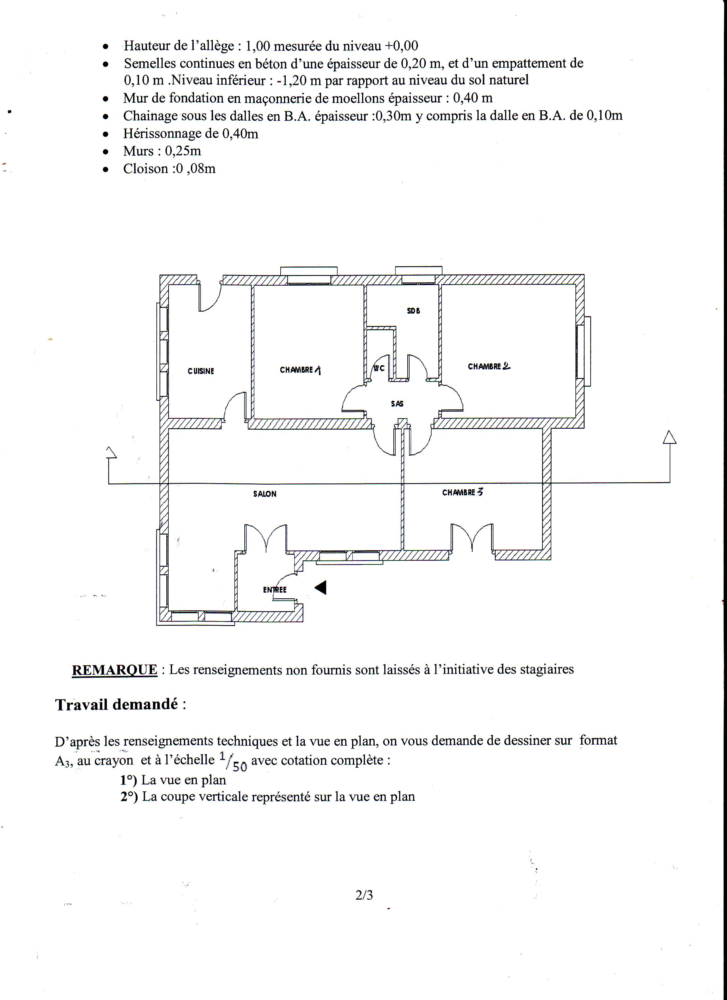 • Hauteur de l’allège : 1,00 mesurée du niveau +0,00
• Semelles continues en béton d’une épaisseur de 0,20 m, et d’un empattement de
0,10 m .Niveau inférieur : -1,20 m par rapport au niveau du sol naturel
• Mur de fondation en maçonnerie de moellons épaisseur : 0,40 m
• Chainage sous les dalles en B.A. épaisseur :0,30m y compris la dalle en B.A. de 0,10m
• Hérissonnage de 0,40m
• Murs : 0,25m
• Cloison :0 ,08m
SDB
CUISINE
CHAMBRE 1
WC
CHAMBRE 2
SAS
SALON
CHAMBRE 3
ENTREE
REMARQUE : Les renseignements non fournis sont laissés à l’initiative des stagiaires
Travail demandé :
D’après les renseignements techniques et la vue en plan, on vous demande de dessiner sur format
A3, au crayon et à l’échelle 1/50 avec cotation complète :
1°) La vue en plan
2°) La coupe verticale représenté sur la vue en plan
2/3